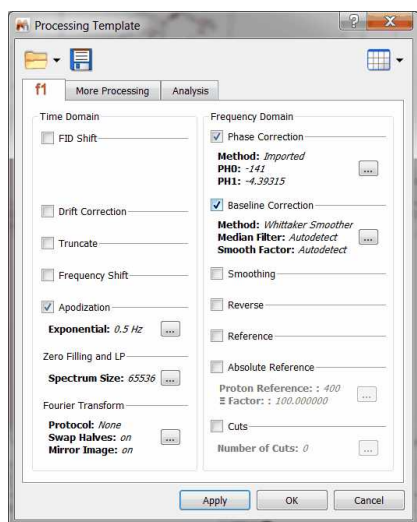 Processing Template
f1
More Processing
Analysis
Time Domain
FID Shift
Drift Correction
Truncate
Frequency Shift
Apodization
Exponential: 0.5 Hz
...
Zero Filling and LP
Spectrum Size: 65536
...
Fourier Transform
Protocol: None
Swap Halves: on
Mirror Image: on
...
Frequency Domain
Phase Correction
Method: Imported
PH0: -141
PH1: -4.39315
...
Baseline Correction
Method: Whittaker Smoother
Median Filter: Autodetect
Smooth Factor: Autodetect
...
Smoothing
Reverse
Reference
Absolute Reference
Proton Reference: : 400
Ξ Factor: : 100.000000
...
Cuts
Number of Cuts: 0
...
Apply
OK
Cancel